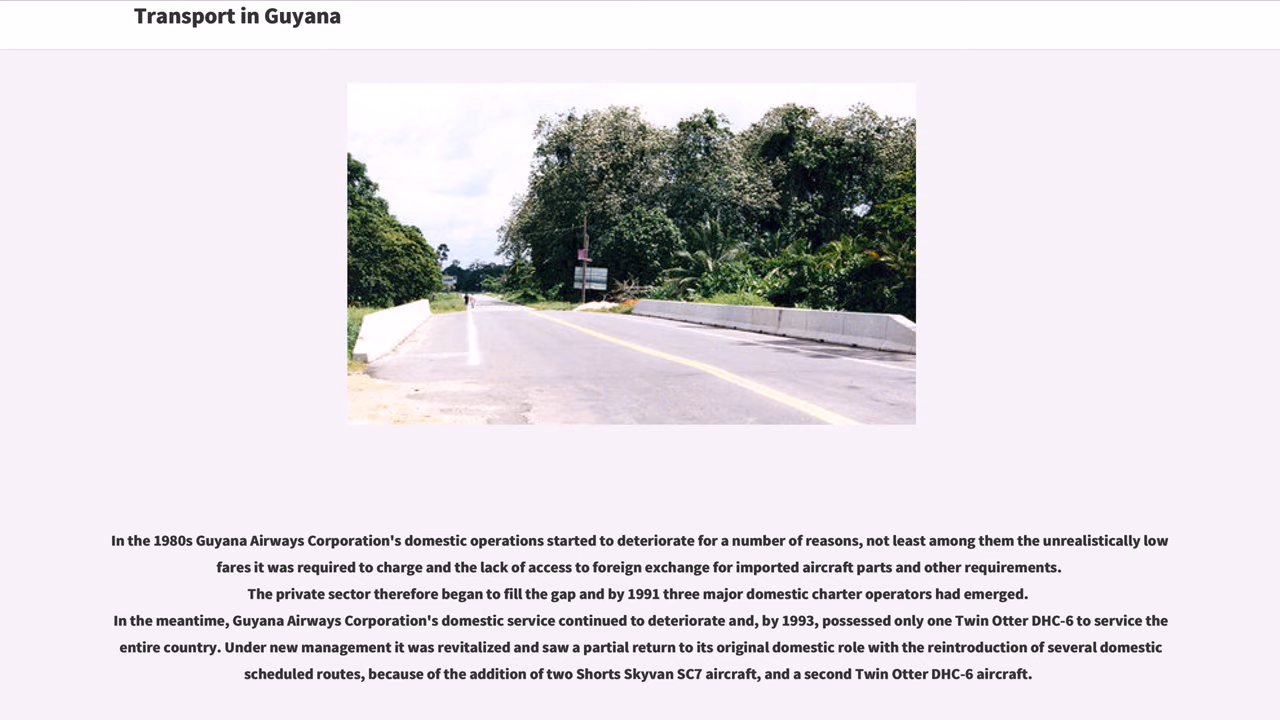 Transport in Guyana
In the 1980s Guyana Airways Corporation's domestic operations started to deteriorate for a number of reasons, not least among them the unrealistically low
fares it was required to charge and the lack of access to foreign exchange for imported aircraft parts and other requirements.
The private sector therefore began to fill the gap and by 1991 three major domestic charter operators had emerged.
In the meantime, Guyana Airways Corporation's domestic service continued to deteriorate and, by 1993, possessed only one Twin Otter DHC-6 to service the
entire country. Under new management it was revitalized and saw a partial return to its original domestic role with the reintroduction of several domestic
scheduled routes, because of the addition of two Shorts Skyvan SC7 aircraft, and a second Twin Otter DHC-6 aircraft.